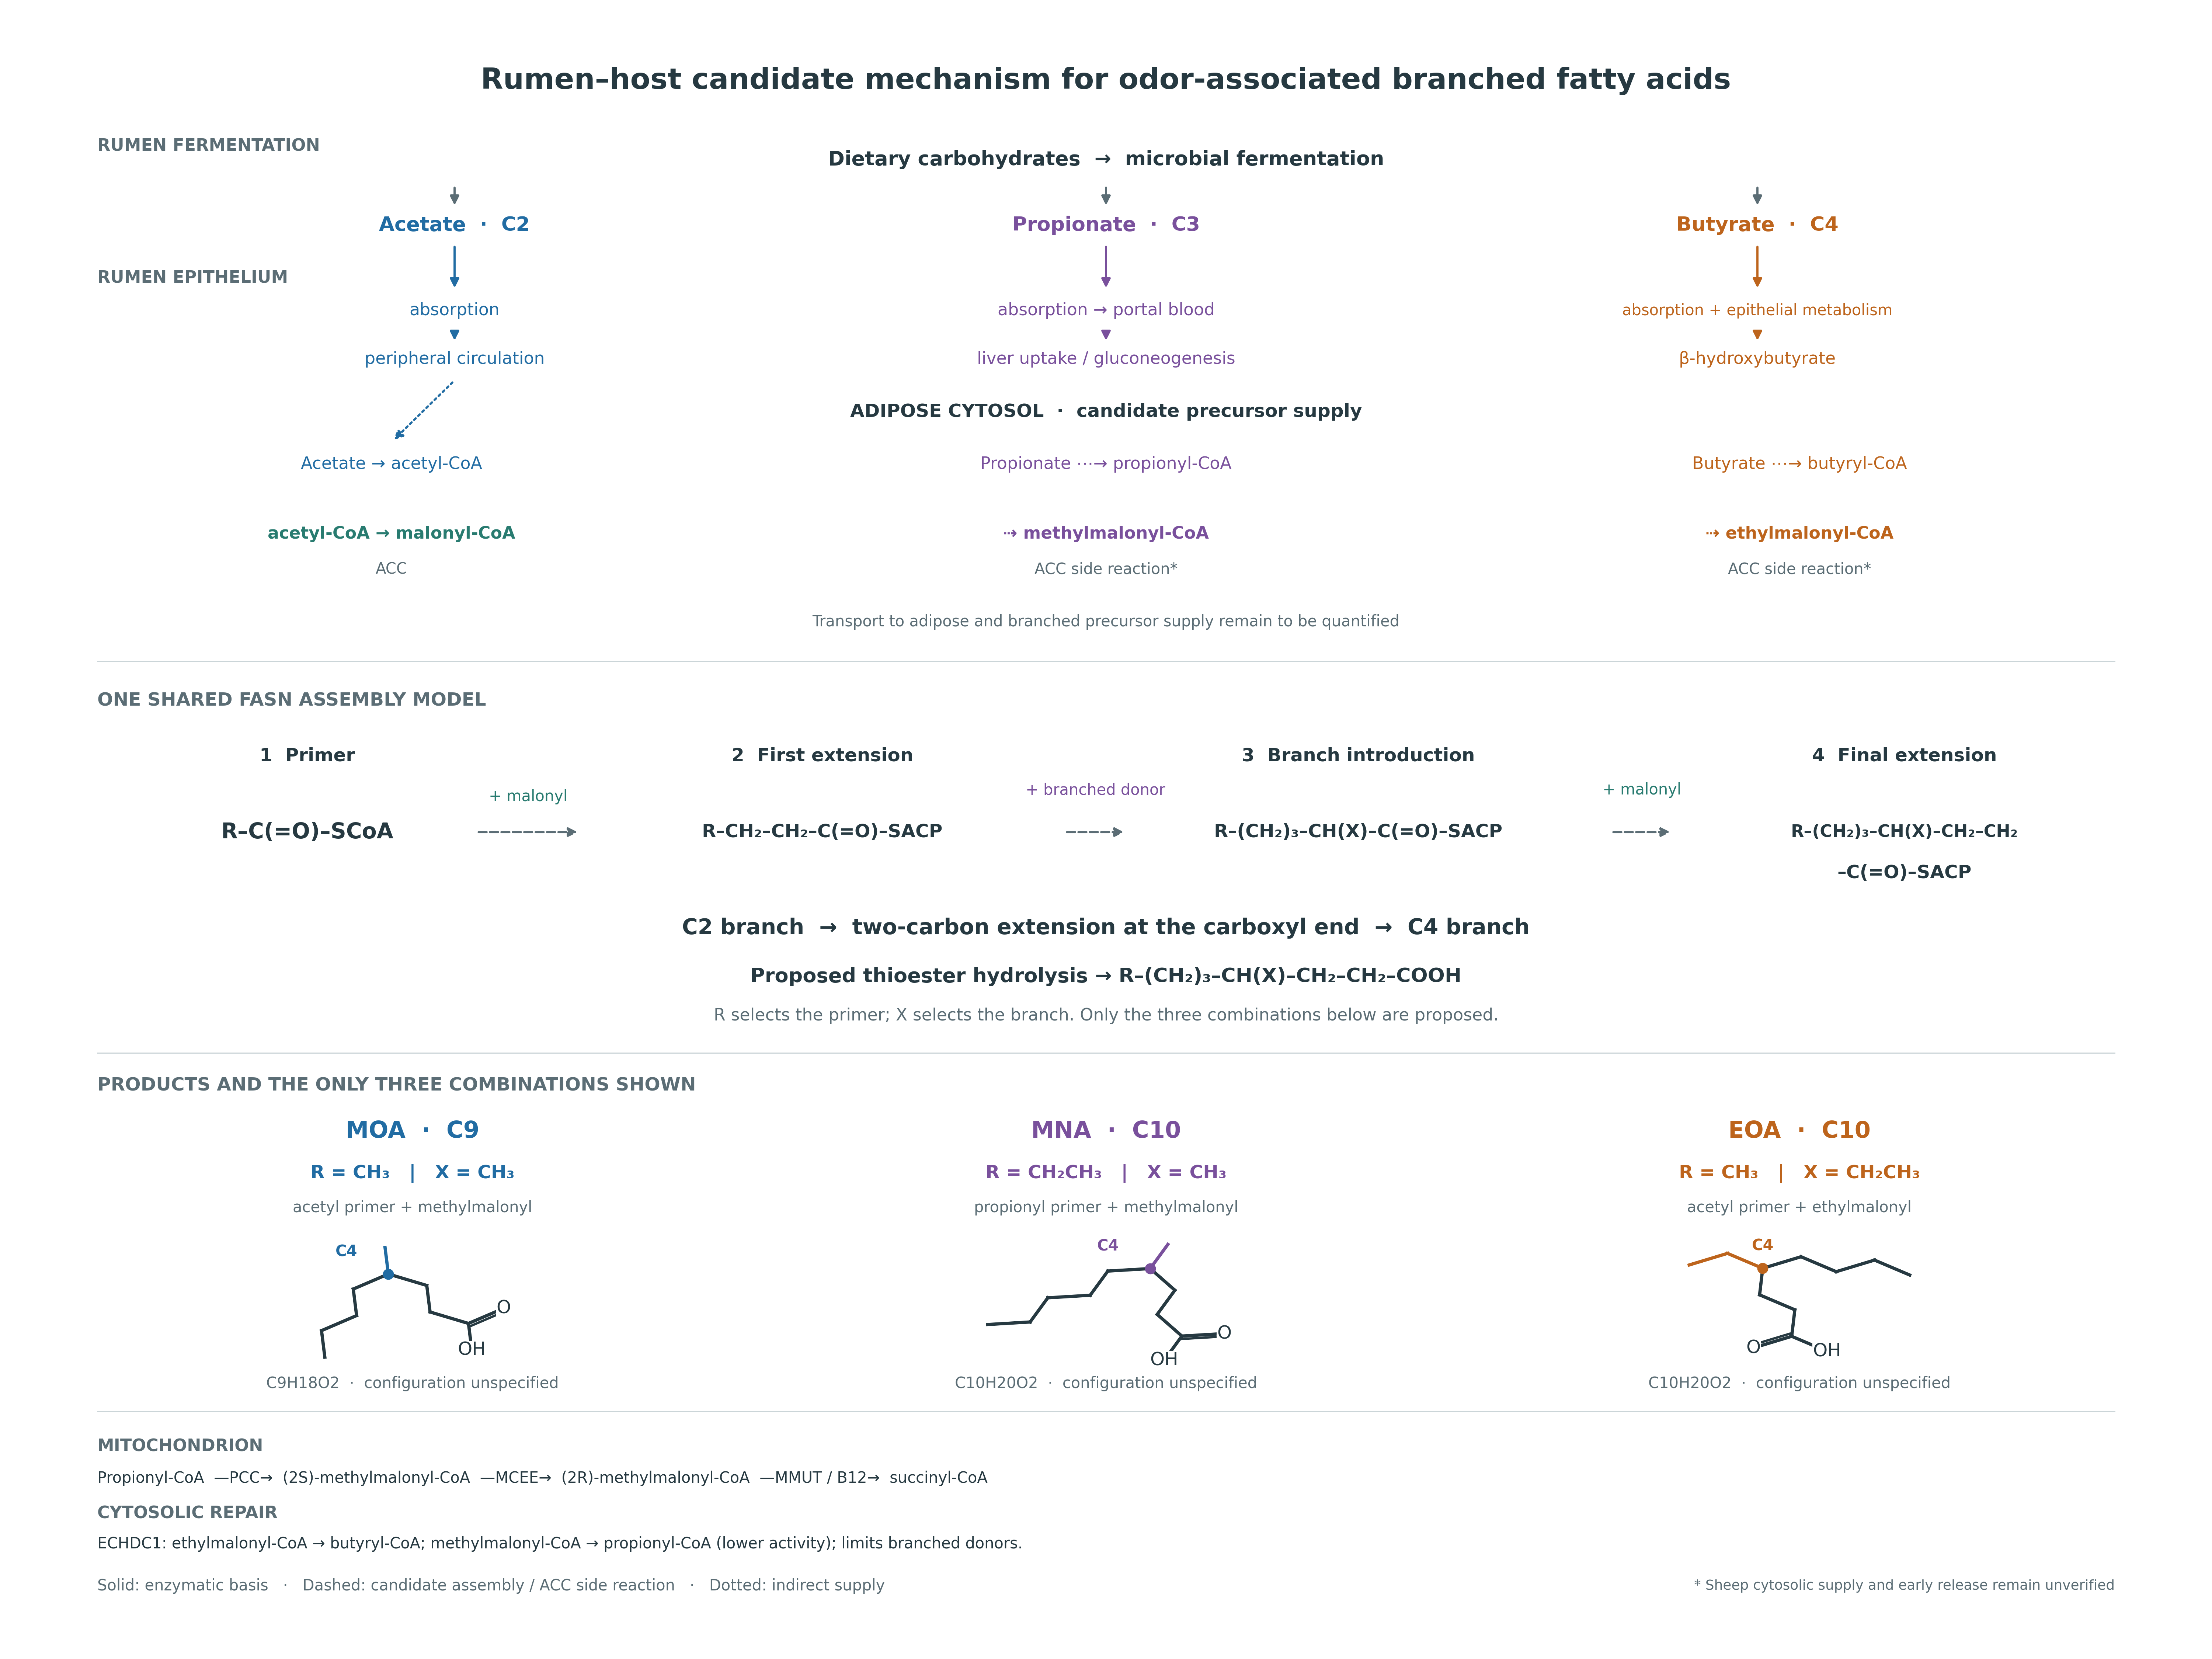 Rumen–host candidate mechanism for odor-associated branched fatty acids
RUMEN FERMENTATION
Dietary carbohydrates → microbial fermentation
Acetate · C2
Propionate · C3
Butyrate · C4
RUMEN EPITHELIUM
absorption
absorption → portal blood
absorption + epithelial metabolism
peripheral circulation
liver uptake / gluconeogenesis
β-hydroxybutyrate
ADIPOSE CYTOSOL · candidate precursor supply
Acetate → acetyl-CoA
Propionate ⋯→ propionyl-CoA
Butyrate ⋯→ butyryl-CoA
acetyl-CoA → malonyl-CoA
⇢ methylmalonyl-CoA
⇢ ethylmalonyl-CoA
ACC
ACC side reaction*
ACC side reaction*
Transport to adipose and branched precursor supply remain to be quantified
ONE SHARED FASN ASSEMBLY MODEL
1 Primer
2 First extension
3 Branch introduction
4 Final extension
+ malonyl
+ branched donor
+ malonyl
R–C(=O)–SCoA
R–CH₂–CH₂–C(=O)–SACP
R–(CH₂)₃–CH(X)–C(=O)–SACP
R–(CH₂)₃–CH(X)–CH₂–CH₂
–C(=O)–SACP
C2 branch → two-carbon extension at the carboxyl end → C4 branch
Proposed thioester hydrolysis → R–(CH₂)₃–CH(X)–CH₂–CH₂–COOH
R selects the primer; X selects the branch. Only the three combinations below are proposed.
PRODUCTS AND THE ONLY THREE COMBINATIONS SHOWN
MOA · C9
MNA · C10
EOA · C10
R = CH₃ | X = CH₃
R = CH₂CH₃ | X = CH₃
R = CH₃ | X = CH₂CH₃
acetyl primer + methylmalonyl
propionyl primer + methylmalonyl
acetyl primer + ethylmalonyl
C4
O
OH
C4
O
OH
C4
O
OH
C9H18O2 · configuration unspecified
C10H20O2 · configuration unspecified
C10H20O2 · configuration unspecified
MITOCHONDRION
Propionyl-CoA —PCC→ (2S)-methylmalonyl-CoA —MCEE→ (2R)-methylmalonyl-CoA —MMUT / B12→ succinyl-CoA
CYTOSOLIC REPAIR
ECHDC1: ethylmalonyl-CoA → butyryl-CoA; methylmalonyl-CoA → propionyl-CoA (lower activity); limits branched donors.
Solid: enzymatic basis · Dashed: candidate assembly / ACC side reaction · Dotted: indirect supply
* Sheep cytosolic supply and early release remain unverified